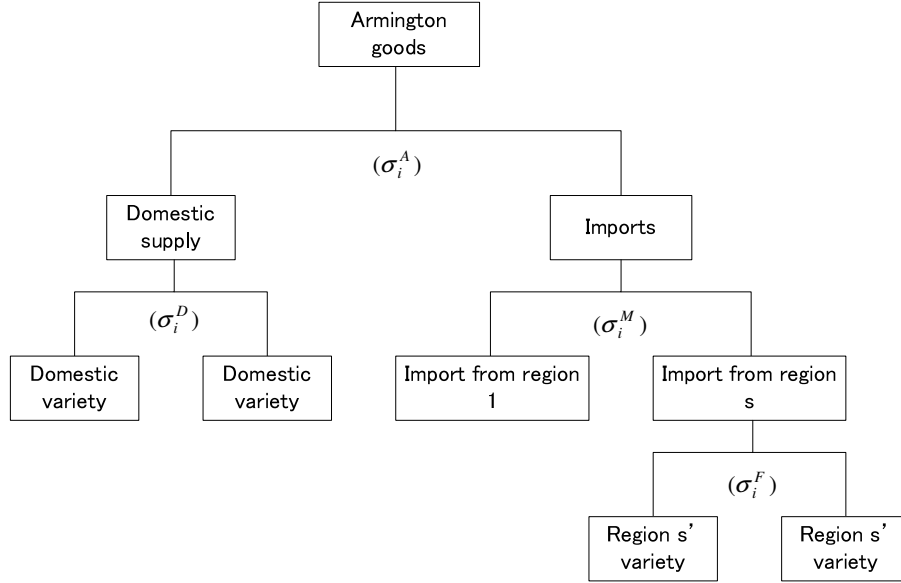 Armington
goods
(σ_i^A)
Domestic
supply
Imports
(σ_i^D)
(σ_i^M)
Domestic
variety
Domestic
variety
Import from region
1
Import from region
s
(σ_i^F)
Region s'
variety
Region s'
variety